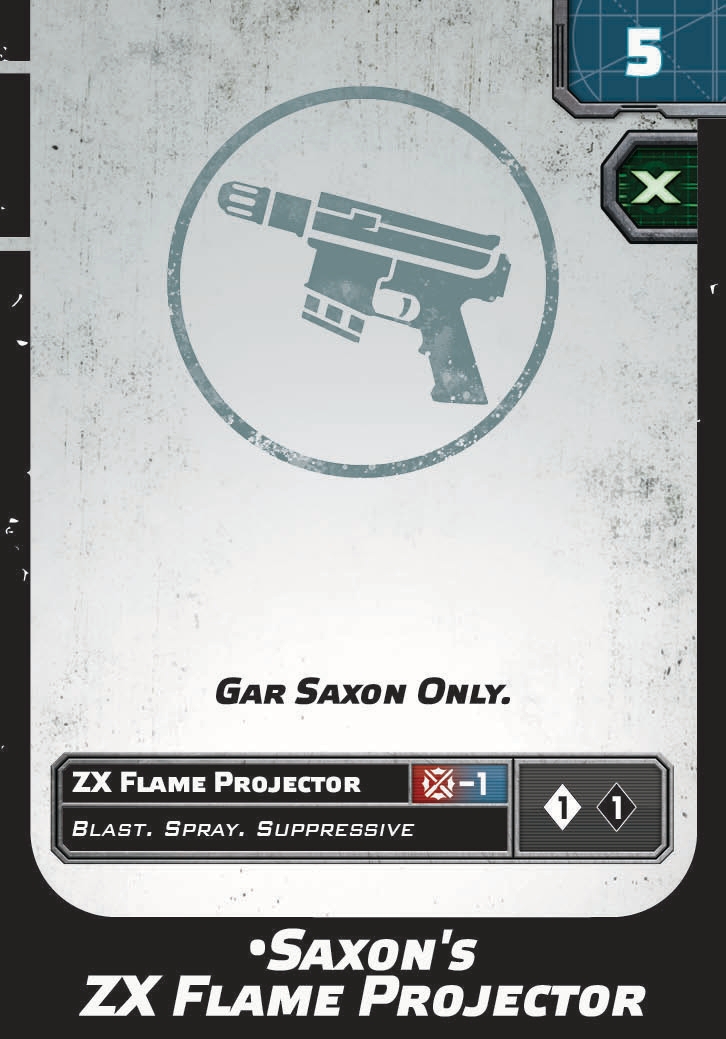 5
X
GAR SAXON ONLY.
ZX FLAME PROJECTOR –1 1 1
BLAST. SPRAY. SUPPRESSIVE
•SAXON'S
ZX FLAME PROJECTOR